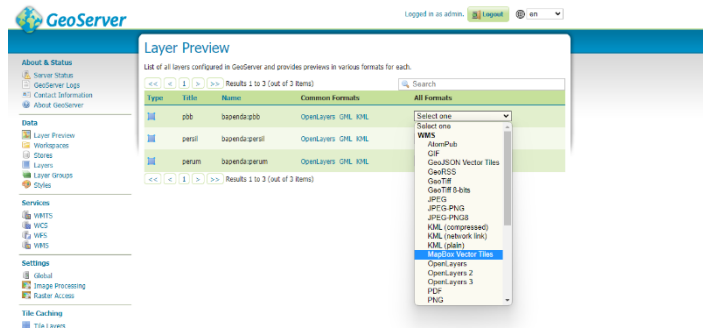 GeoServer
Logged in as admin. Logout en
About & Status
Server Status
GeoServer Logs
Contact Information
About GeoServer
Data
Layer Preview
Workspaces
Stores
Layers
Layer Groups
Styles
Services
WMTS
WCS
WFS
WMS
Settings
Global
Image Processing
Raster Access
Tile Caching
Tile Layers
Layer Preview
List of all layers configured in GeoServer and provides previews in various formats for each.
<< < 1 > >> Results 1 to 3 (out of 3 items) Search
Type Title Name Common Formats All Formats
pbb bapenda:pbb OpenLayers GML KML Select one
persil bapenda:persil OpenLayers GML KML
perum bapenda:perum OpenLayers GML KML
<< < 1 > >> Results 1 to 3 (out of 3 items)
Select one
WMS
AtomPub
GIF
GeoJSON Vector Tiles
GeoRSS
GeoTiff
GeoTiff 8-bits
JPEG
JPEG-PNG
JPEG-PNG8
KML (compressed)
KML (network link)
KML (plain)
MapBox Vector Tiles
OpenLayers
OpenLayers 2
OpenLayers 3
PDF
PNG